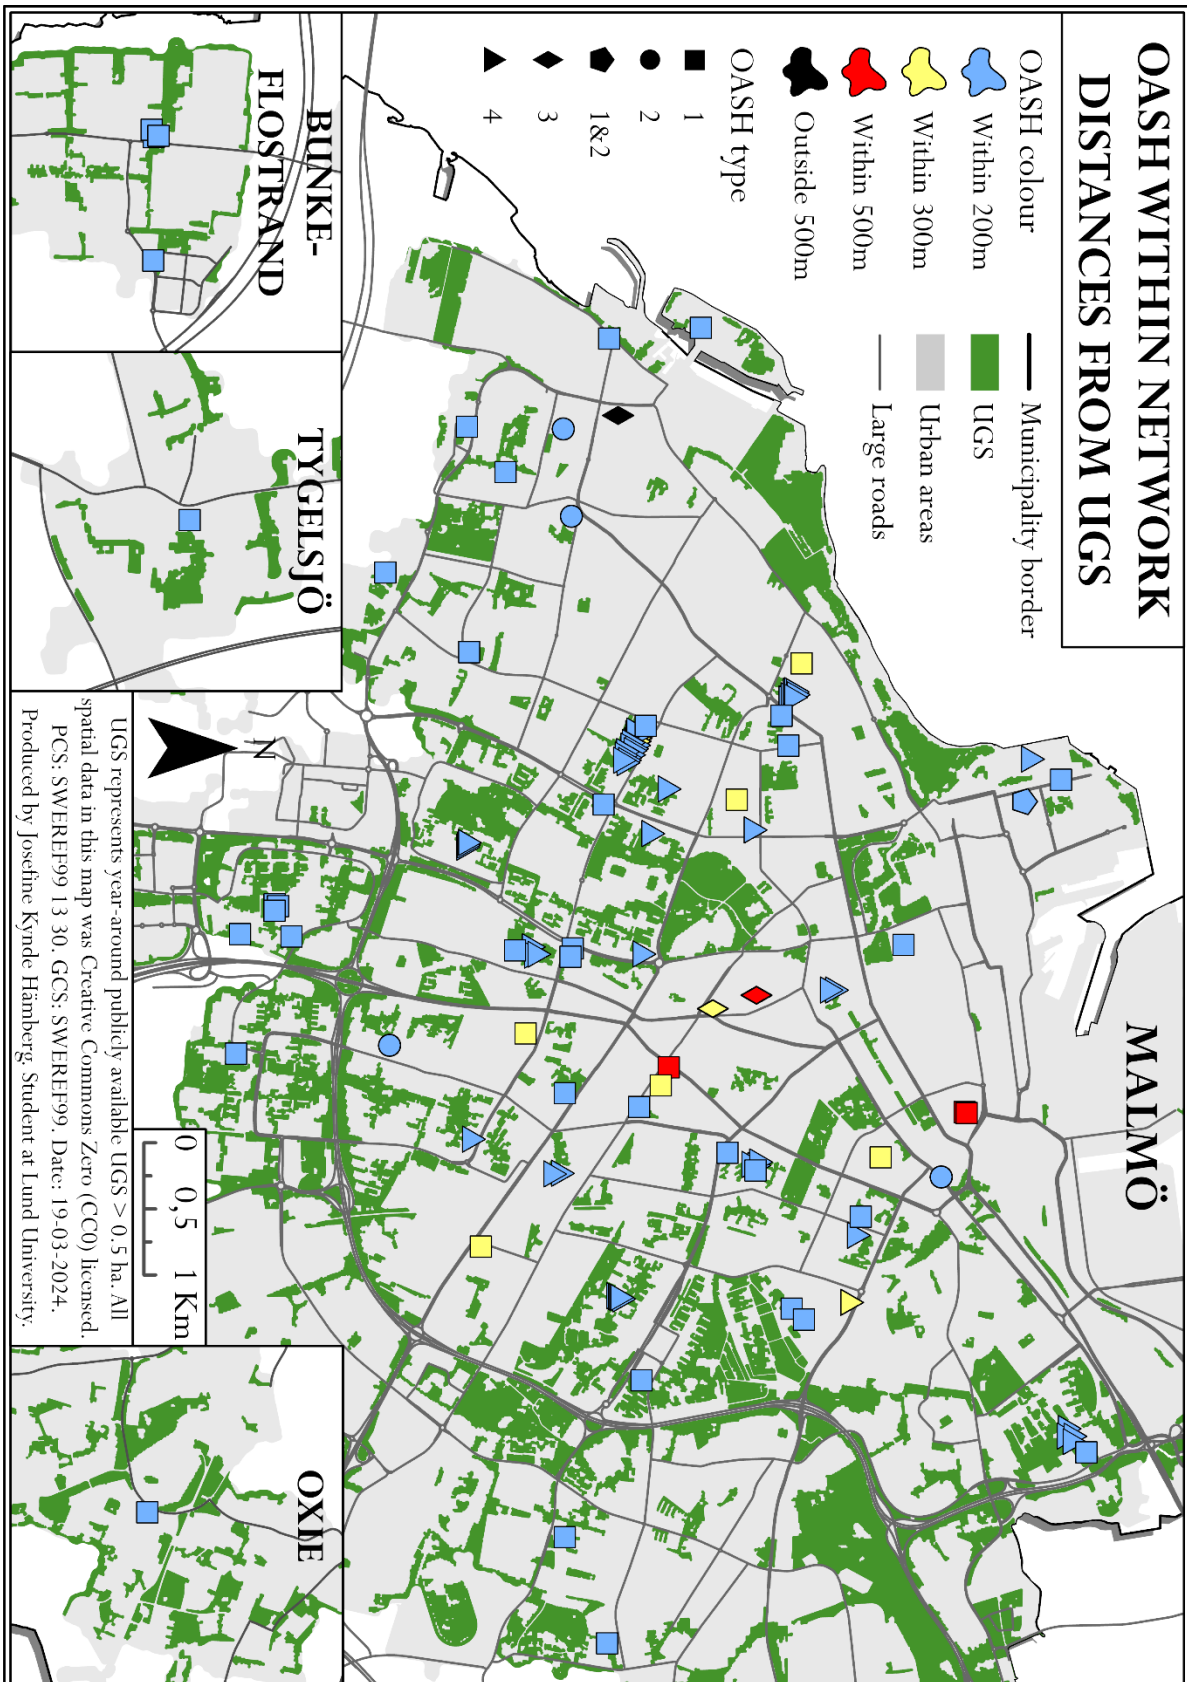 OASH WITHIN NETWORK
DISTANCES FROM UGS
OASH colour
Within 200m
Within 300m
Within 500m
Outside 500m
OASH type
1
2
1&2
3
4
Municipality border
UGS
Urban areas
Large roads
MALMÖ
BUNKE-
FLOSTRAND
TYGELSJÖ
N
UGS represents year-around publicly available UGS > 0.5 ha. All
spatial data in this map was Creative Commons Zero (CC0) licensed.
PCS: SWEREF99 13 30. GCS: SWEREF99. Date: 19-03-2024.
Produced by Josefine Kynde Hämberg. Student at Lund University.
0 0,5 1 Km
OXIE